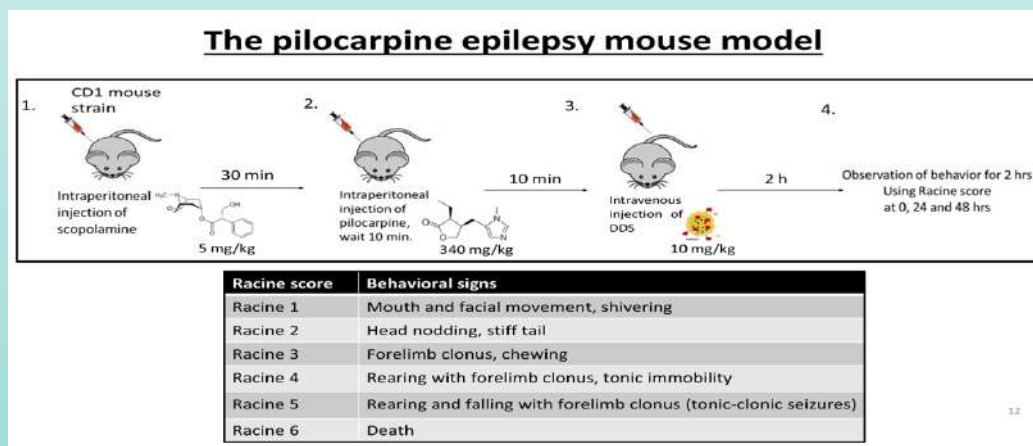 The pilocarpine epilepsy mouse model
1.
CD1 mouse
strain
Intraperitoneal
injection of
scopolamine
H₃C
N
O
O
O
OH
5 mg/kg
30 min
2.
Intraperitoneal
injection of
pilocarpine,
wait 10 min.
O
O
N
N
340 mg/kg
10 min
3.
Intravenous
injection of
DDS
10 mg/kg
2 h
4.
Observation of behavior for 2 hrs
Using Racine score
at 0, 24 and 48 hrs
Racine score Behavioral signs
Racine 1 Mouth and facial movement, shivering
Racine 2 Head nodding, stiff tail
Racine 3 Forelimb clonus, chewing
Racine 4 Rearing with forelimb clonus, tonic immobility
Racine 5 Rearing and falling with forelimb clonus (tonic-clonic seizures)
Racine 6 Death
12